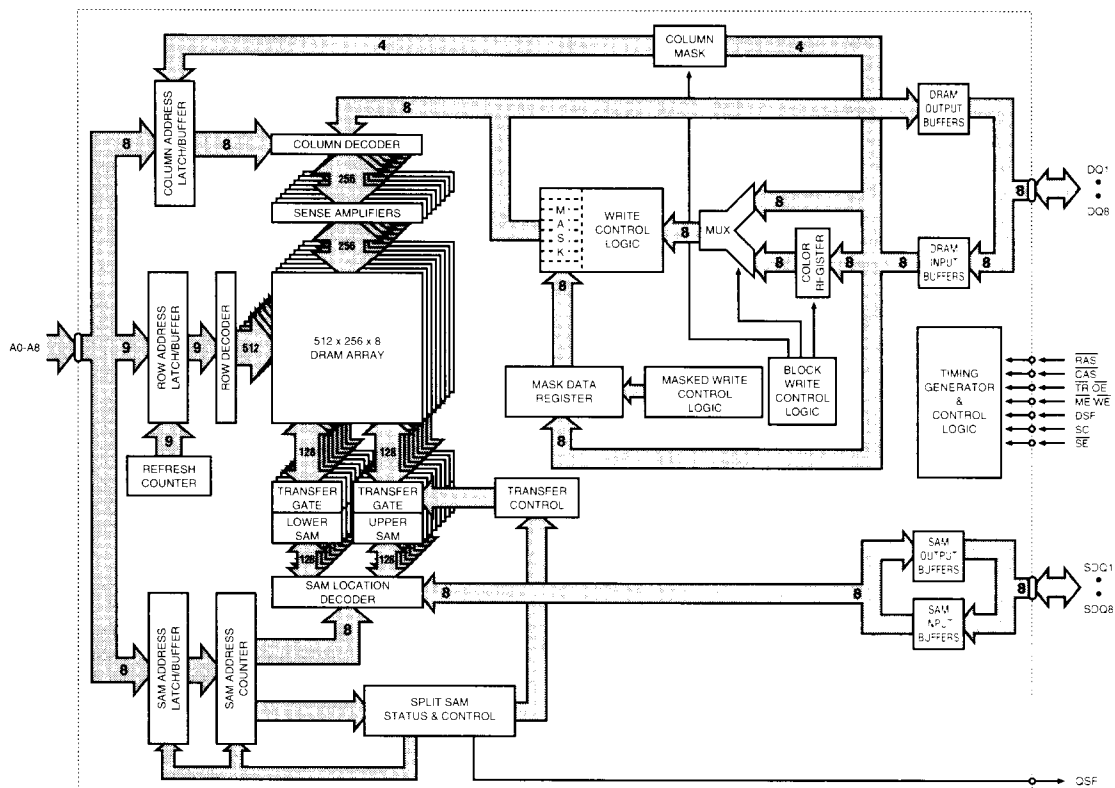 4
COLUMN
MASK
4
COLUMN ADDRESS
LATCH/BUFFER
8
8
8
COLUMN DECODER
256
SENSE AMPLIFIERS
256
DRAM
OUTPUT
BUFFERS
DQ1
DQ8
8
MASK
WRITE
CONTROL
LOGIC
8
MUX
8
8
COLOR
REGISTER
8
8
DRAM
INPUT
BUFFERS
8
A0-A8
9
ROW ADDRESS
LATCH/BUFFER
9
ROW DECODER
512
512 x 256 x 8
DRAM ARRAY
8
MASK DATA
REGISTER
MASKED WRITE
CONTROL
LOGIC
BLOCK
WRITE
CONTROL
LOGIC
TIMING
GENERATOR
&
CONTROL
LOGIC
RAS
CAS
TR OE
ME WE
DSF
SC
SE
9
REFRESH
COUNTER
8
128
128
TRANSFER
GATE
TRANSFER
GATE
TRANSFER
CONTROL
LOWER
SAM
UPPER
SAM
128
128
SAM LOCATION
DECODER
8
8
SAM
OUTPUT
BUFFERS
SAM
INPUT
BUFFERS
8
SDQ1
SDQ8
8
8
SAM ADDRESS
LATCH/BUFFER
SAM ADDRESS
COUNTER
SPLIT SAM
STATUS & CONTROL
QSF